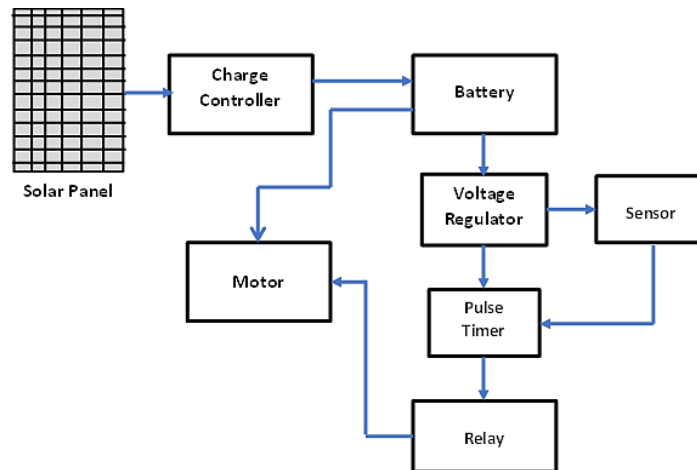 Charge
Controller
Battery
Solar Panel
Voltage
Regulator
Sensor
Motor
Pulse
Timer
Relay